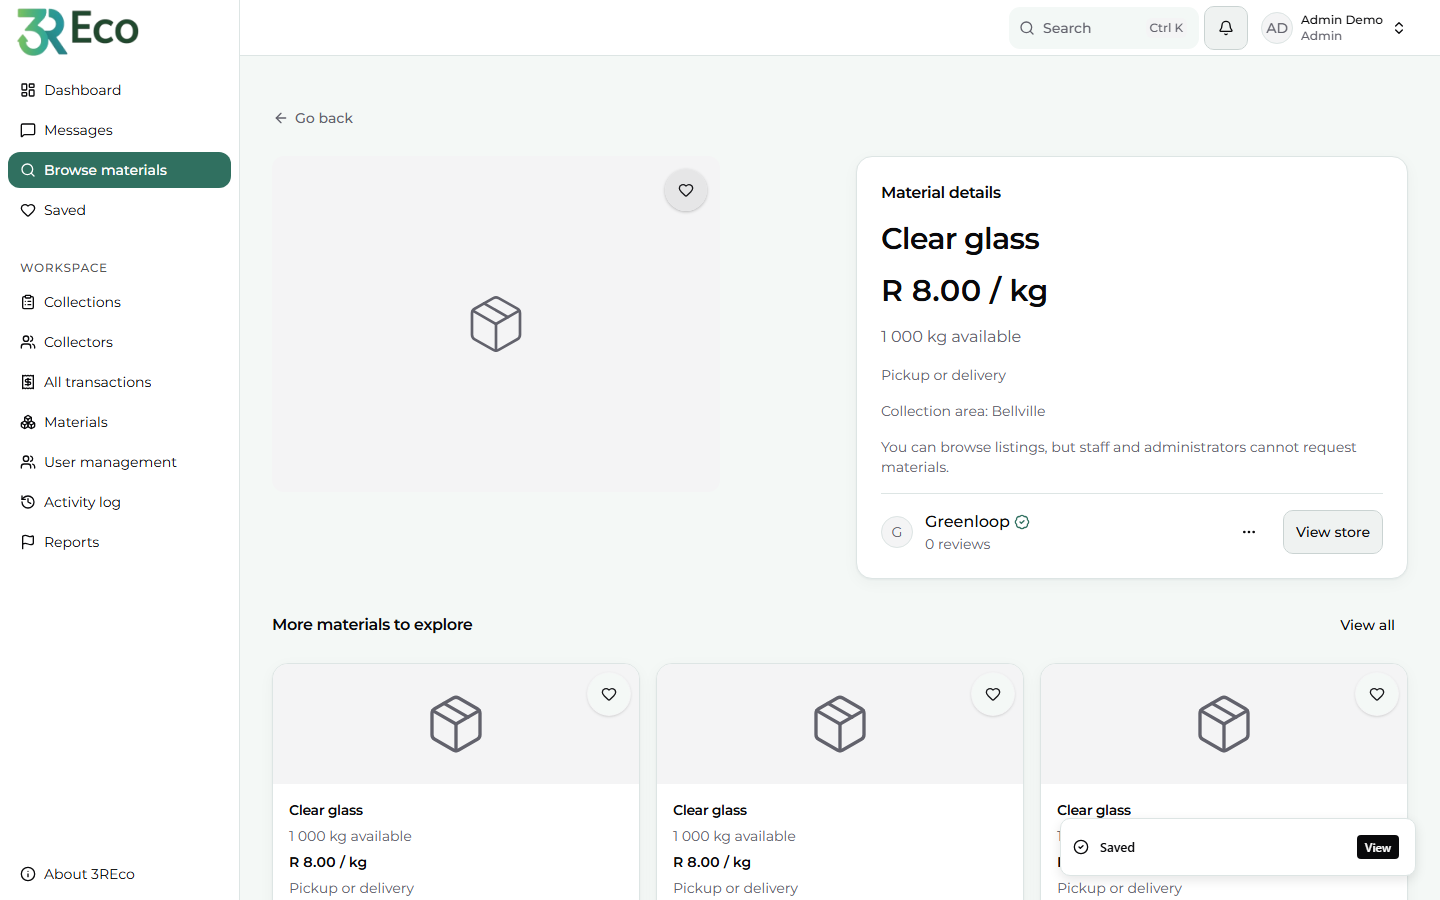 3R Eco
Search
Ctrl K
AD
Admin Demo
Admin
Dashboard
Messages
Browse materials
Saved
WORKSPACE
Collections
Collectors
All transactions
Materials
User management
Activity log
Reports
About 3REco
Go back
Material details
Clear glass
R 8.00 / kg
1 000 kg available
Pickup or delivery
Collection area: Bellville
You can browse listings, but staff and administrators cannot request
materials.
G
Greenloop
0 reviews
View store
More materials to explore
View all
Clear glass
1 000 kg available
R 8.00 / kg
Pickup or delivery
Clear glass
1 000 kg available
R 8.00 / kg
Pickup or delivery
Clear glass
Pickup or delivery
Saved
View